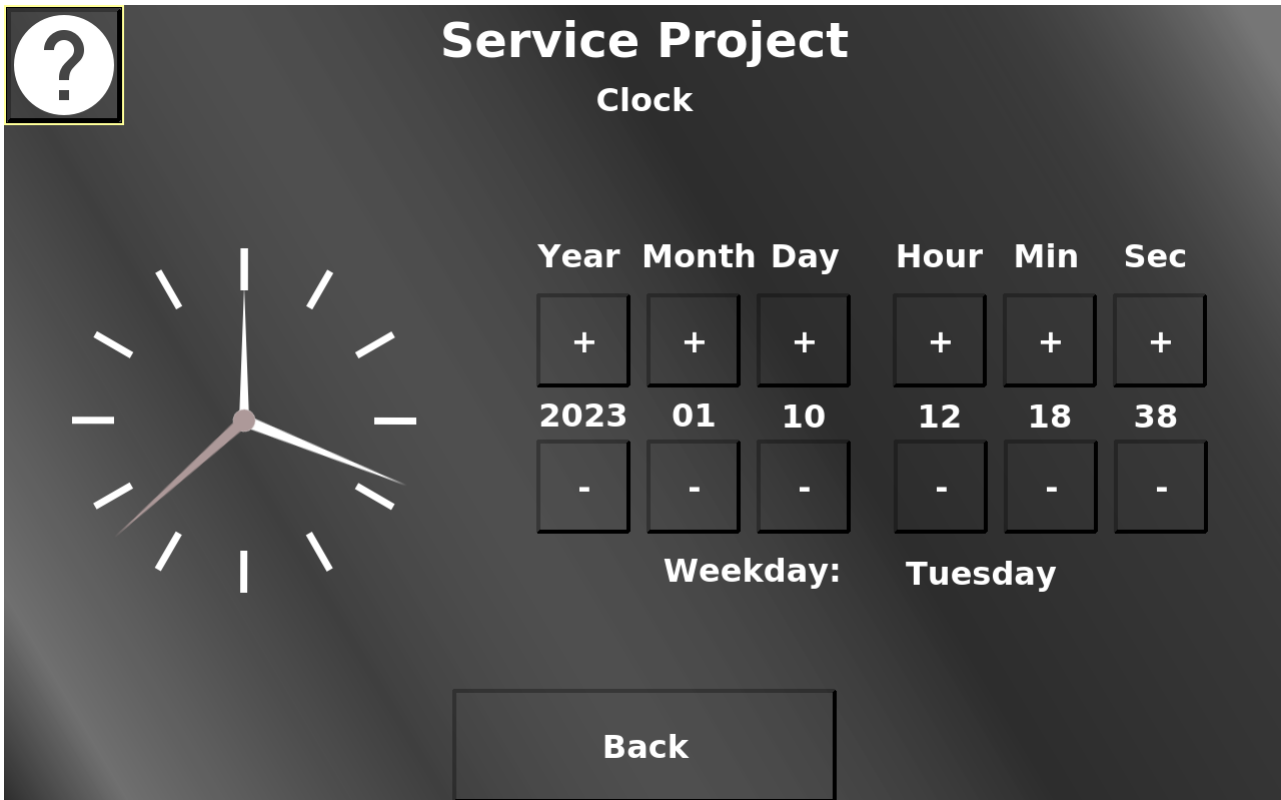 ?
Service Project
Clock
Year Month Day Hour Min Sec
+ + + + + +
2023 01 10 12 18 38
- - - - - -
Weekday: Tuesday
Back